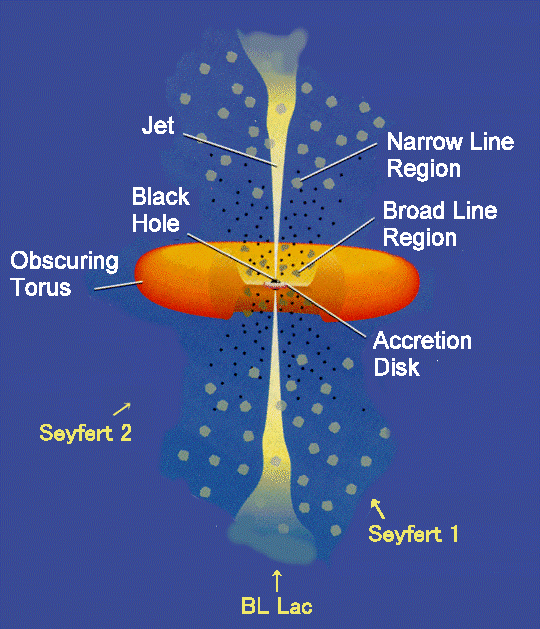 Jet
Narrow Line
Region
Black
Hole
Broad Line
Region
Obscuring
Torus
Accretion
Disk
Seyfert 2
Seyfert 1
BL Lac